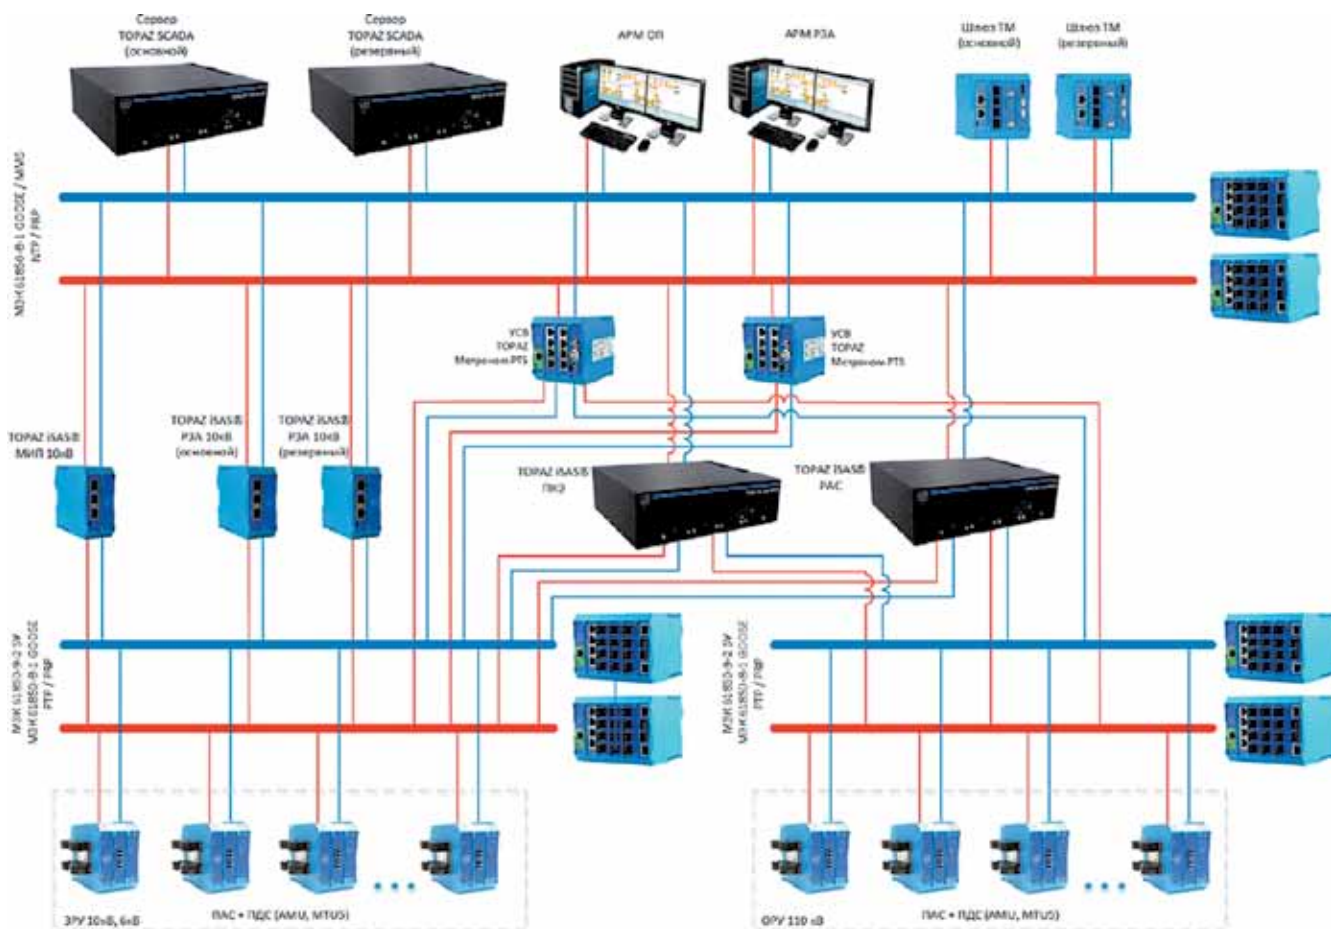 Сервер
TOPAZ SCADA
(основной)
Сервер
TOPAZ SCADA
(резервный)
АРМ ОП
АРМ РЗА
Шлюз ТМ
(основной)
Шлюз ТМ
(резервный)
МЭК 61850-8-1 GOOSE / MMS
NTP / PRP
УСВ
TOPAZ
Метроном-PTS
УСВ
TOPAZ
Метроном-PTS
TOPAZ iSAS®
МИП 10кВ
TOPAZ iSAS®
РЗА 10кВ
(основной)
TOPAZ iSAS®
РЗА 10кВ
(резервный)
TOPAZ iSAS®
ПКЭ
TOPAZ iSAS®
РАС
МЭК 61850-9-2 SV
МЭК 61850-8-1 GOOSE
PTP / PRP
МЭК 61850-9-2 SV
МЭК 61850-8-1 GOOSE
PTP / PRP
ЗРУ 10кВ, 6кВ
ПАС + ПДС (AMU, MTU5)
ОРУ 110 кВ
ПАС + ПДС (AMU, MTU5)